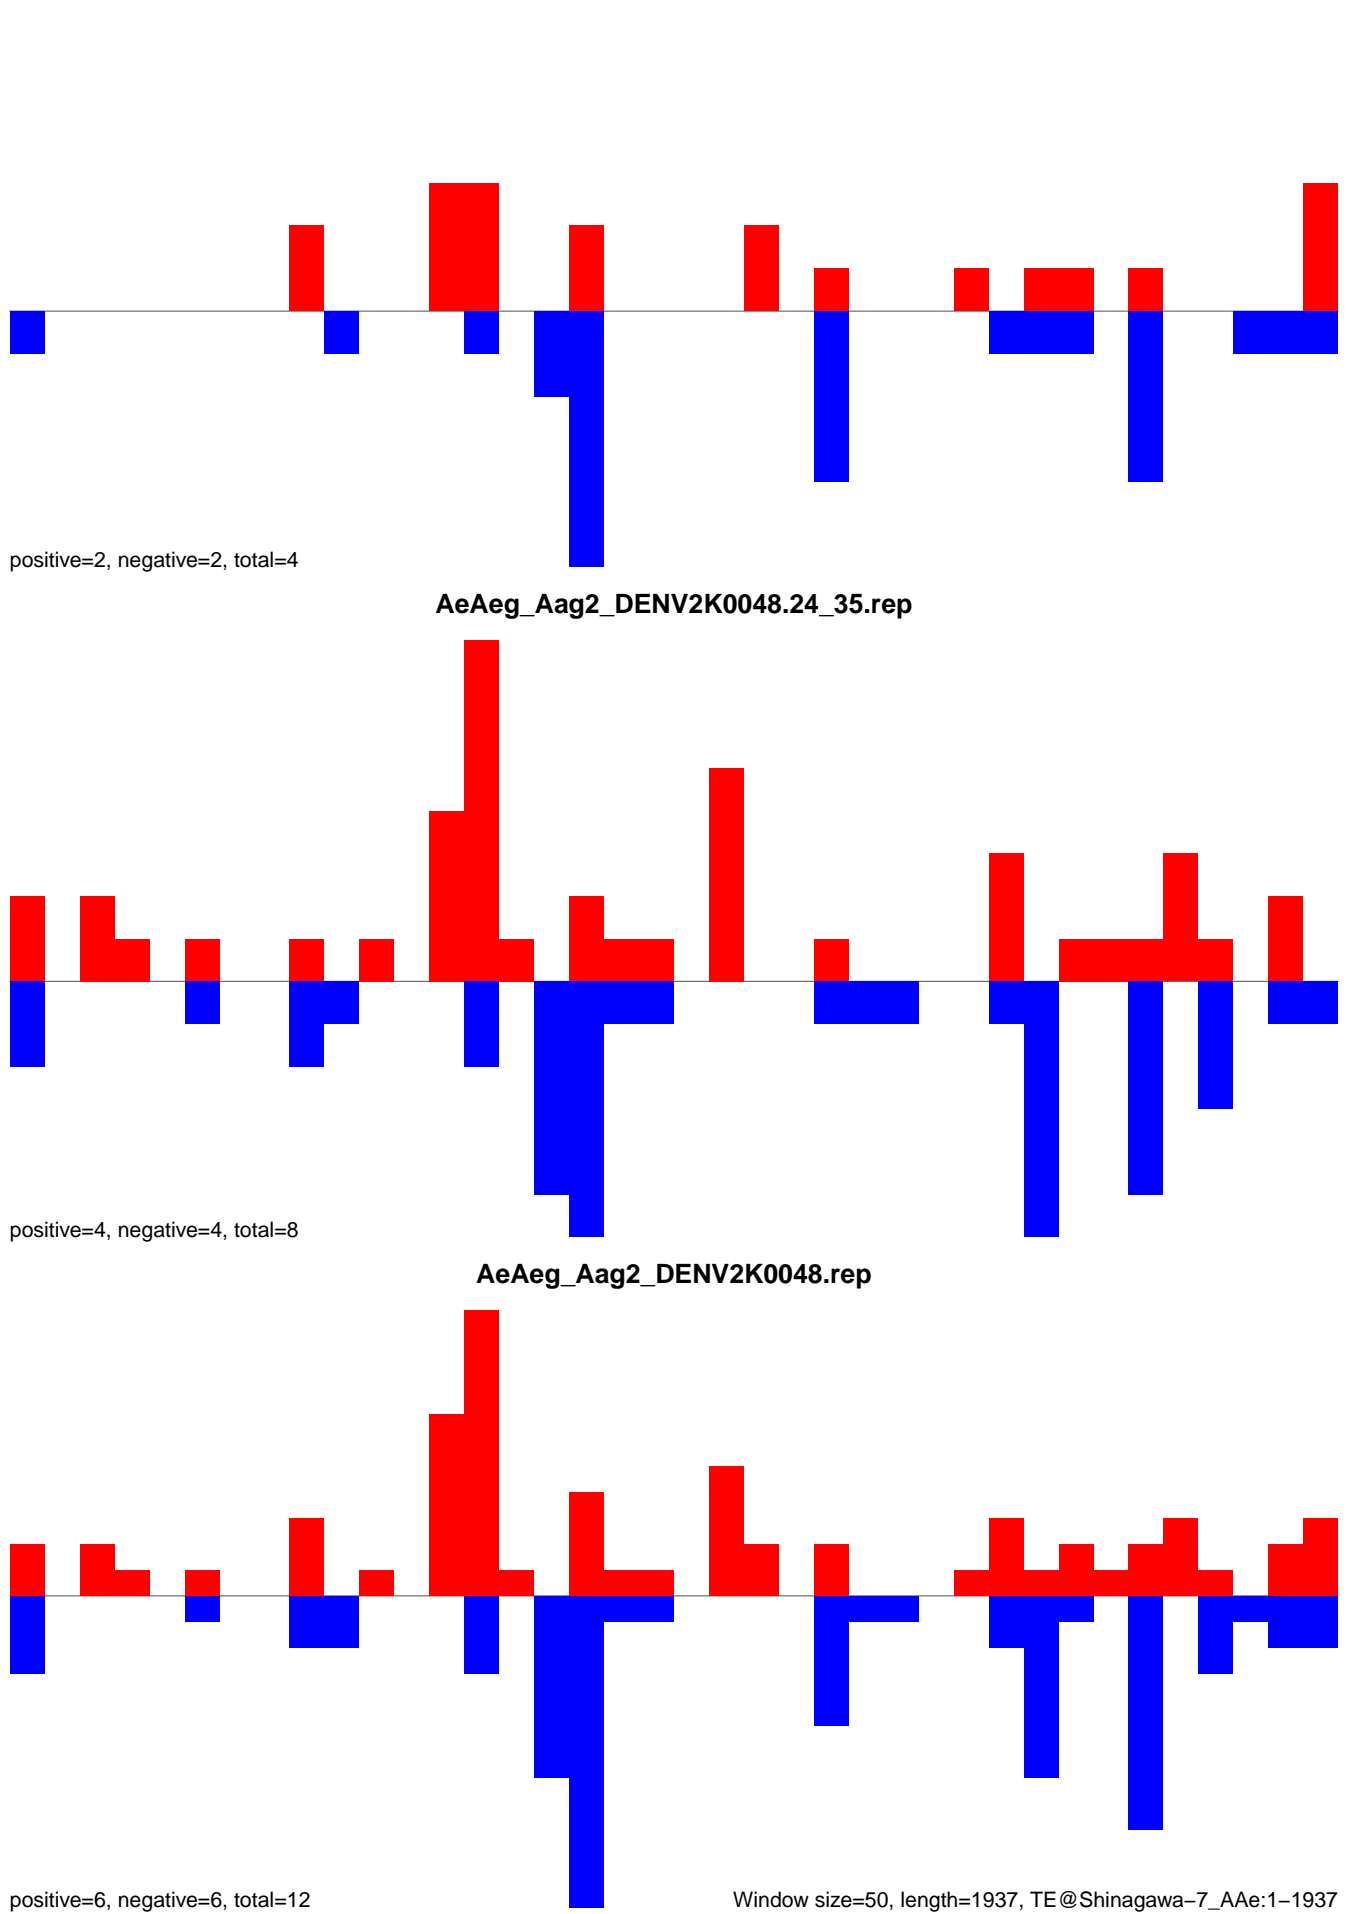 positive=2, negative=2, total=4
AeAeg_Aag2_DENV2K0048.24_35.rep
positive=4, negative=4, total=8
AeAeg_Aag2_DENV2K0048.rep
positive=6, negative=6, total=12
Window size=50, length=1937, TE@Shinagawa−7_AAe:1−1937